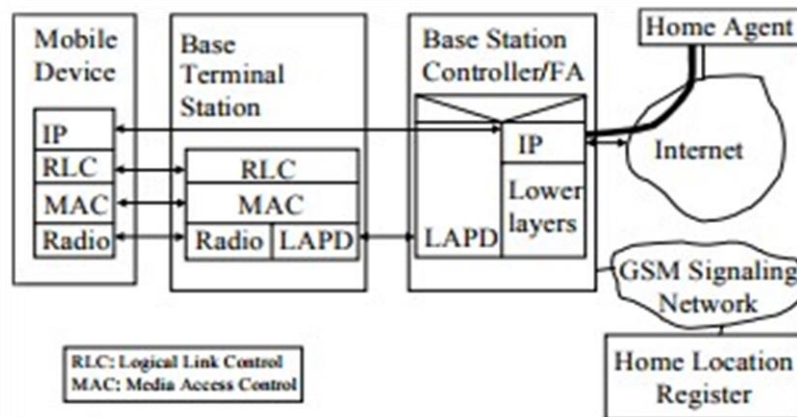 Mobile
Device
IP
RLC
MAC
Radio
Base
Terminal
Station
RLC
MAC
Radio
LAPD
Base Station
Controller/FA
IP
Lower
layers
LAPD
Home Agent
Internet
GSM Signaling
Network
Home Location
Register
RLC: Logical Link Control
MAC: Media Access Control